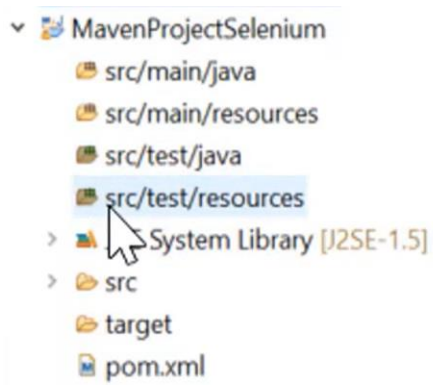 MavenProjectSelenium
src/main/java
src/main/resources
src/test/java
src/test/resources
System Library [J2SE-1.5]
src
target
pom.xml